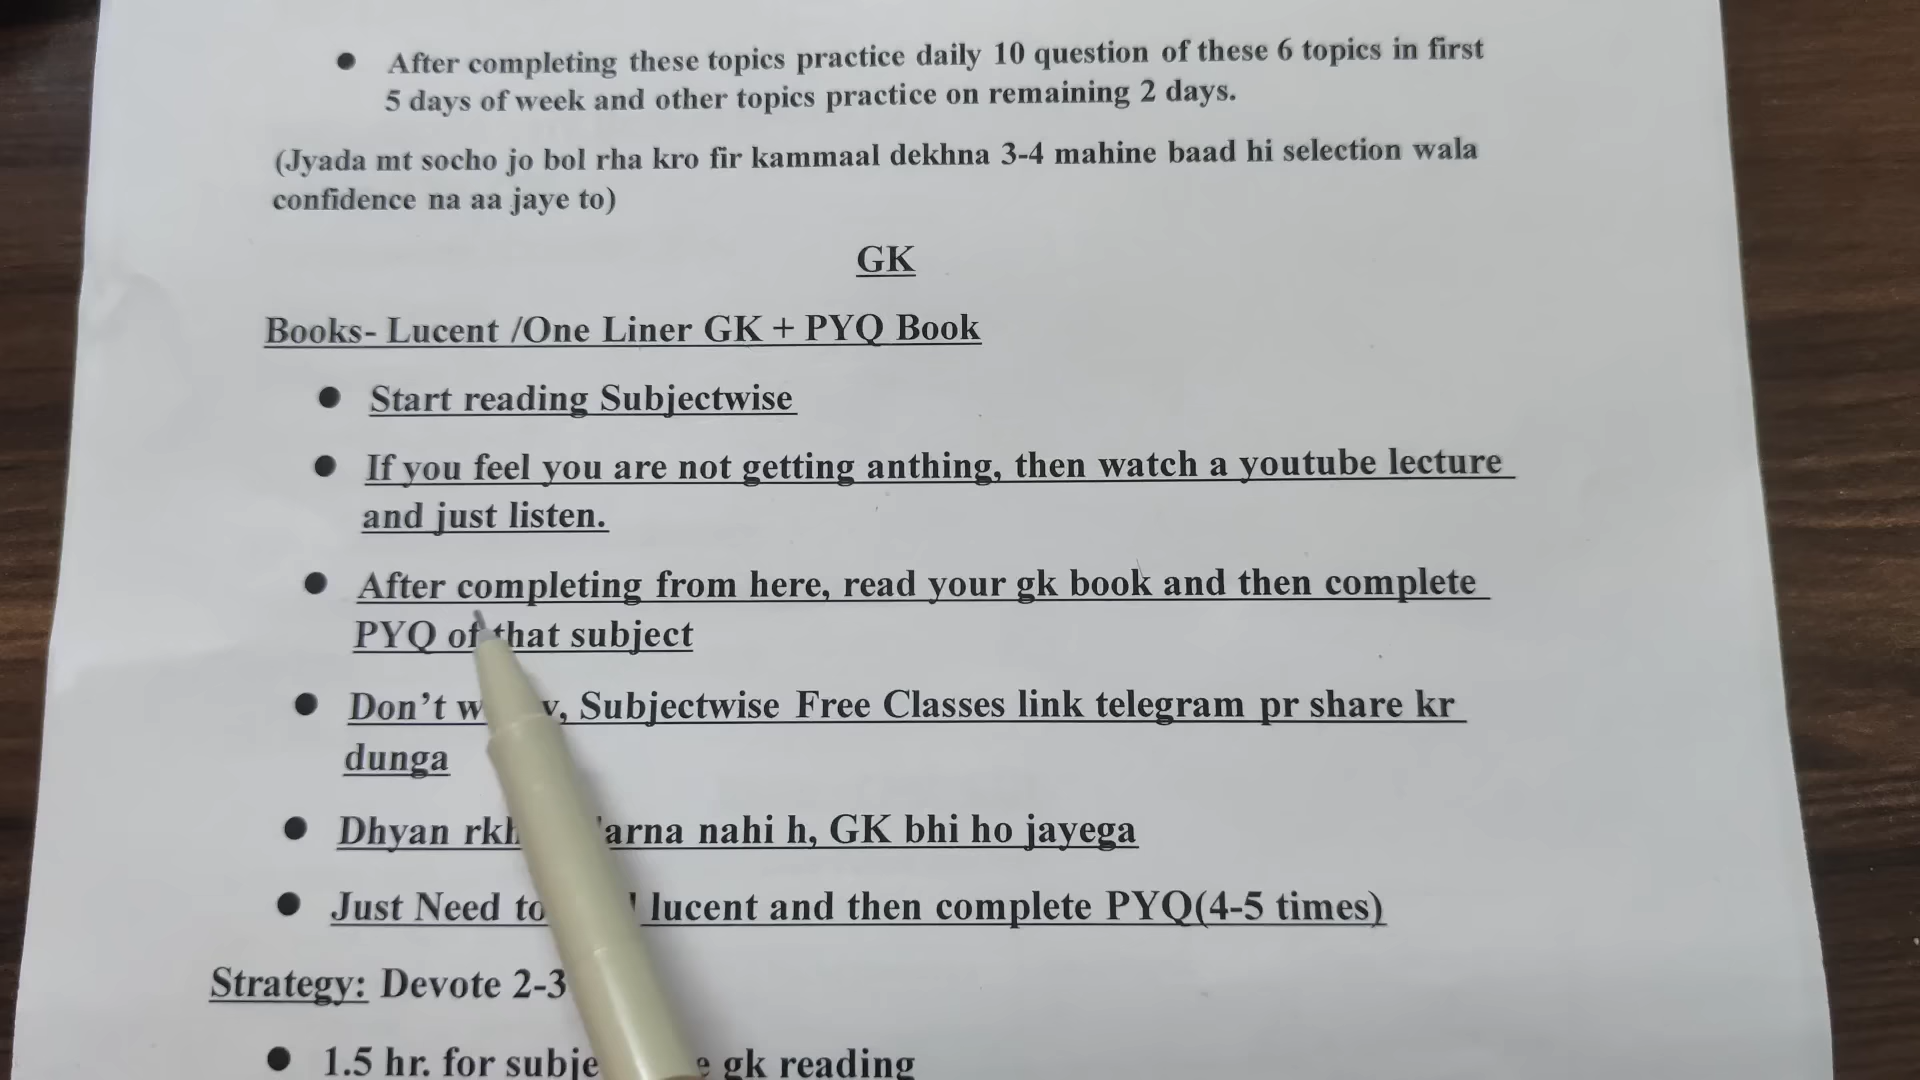 ● After completing these topics practice daily 10 question of these 6 topics in first
5 days of week and other topics practice on remaining 2 days.
(Jyada mt socho jo bol rha kro fir kammaal dekhna 3-4 mahine baad hi selection wala
confidence na aa jaye to)
GK
Books- Lucent /One Liner GK + PYQ Book
● Start reading Subjectwise
● If you feel you are not getting anthing, then watch a youtube lecture
and just listen.
● After completing from here, read your gk book and then complete
PYQ of that subject
● Don't , Subjectwise Free Classes link telegram pr share kr
dunga
● Dhyan nahi h, GK bhi ho jayega
● Just Need to lucent and then complete PYQ(4-5 times)
Strategy: Devote 2-3
● 1.5 hr. for gk reading